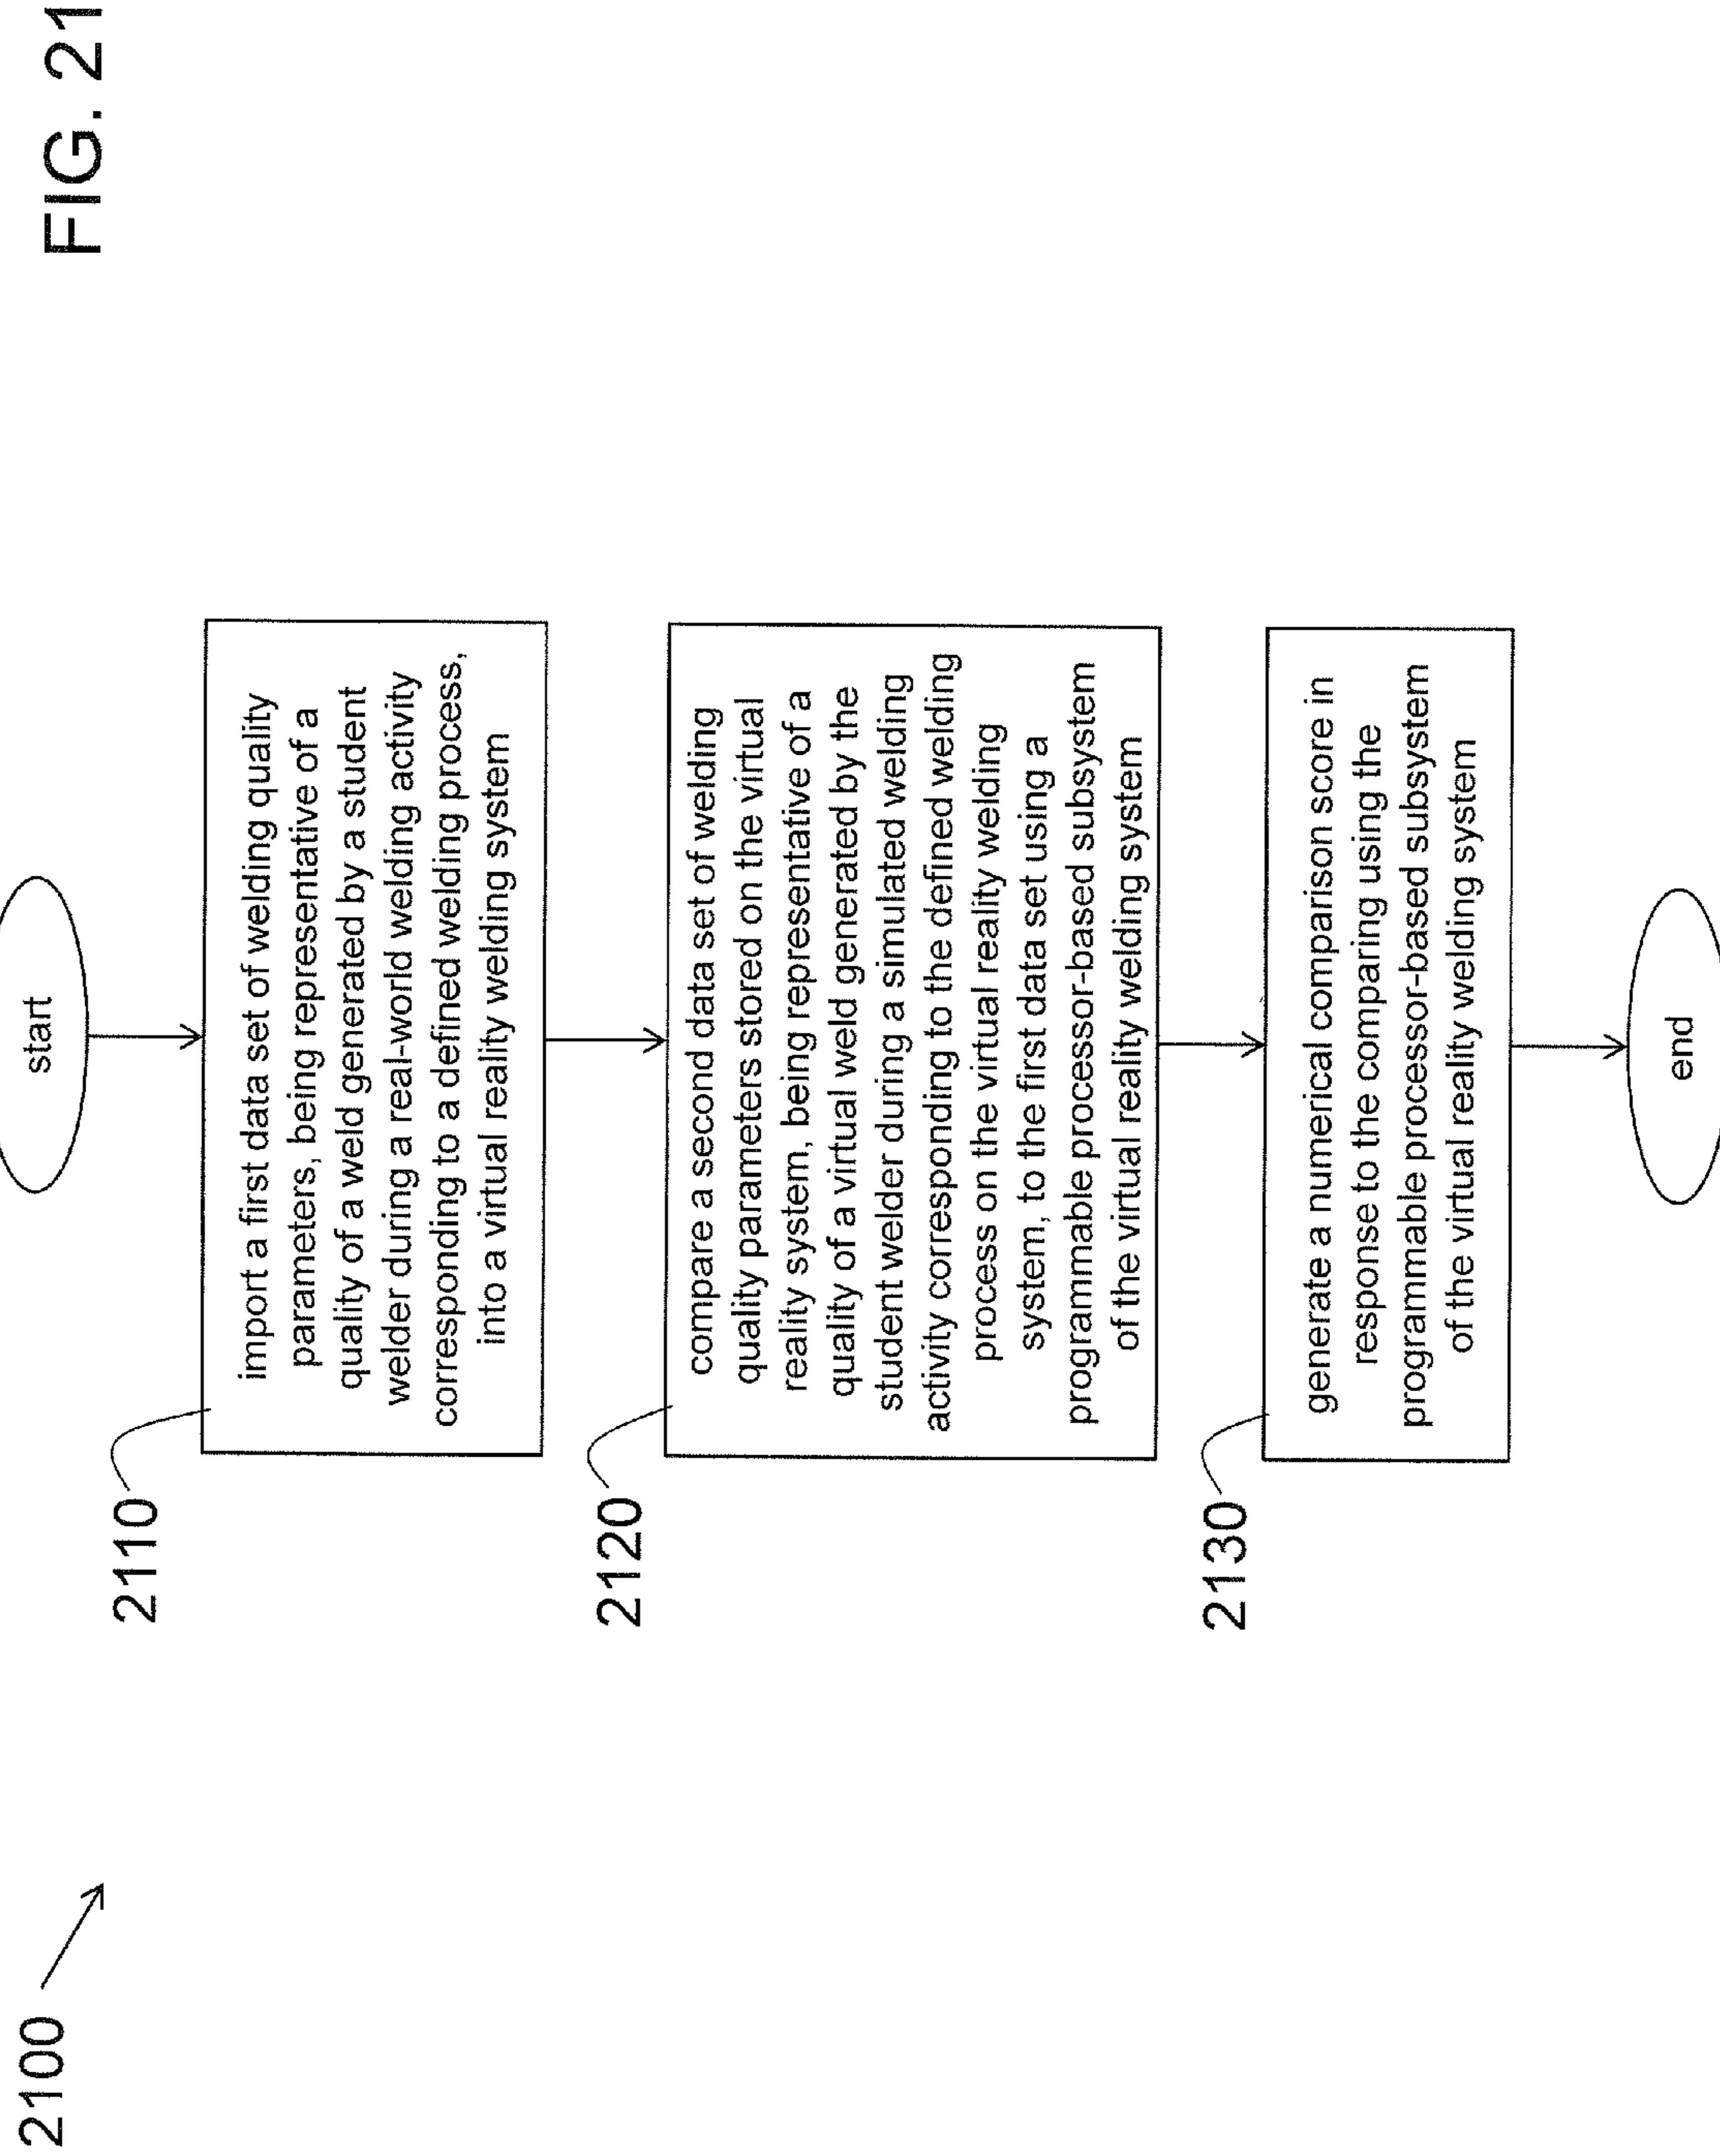 FIG. 21
2100
start
2110
import a first data set of welding quality
parameters, being representative of a
quality of a weld generated by a student
welder during a real-world welding activity
corresponding to a defined welding process,
into a virtual reality welding system
2120
compare a second data set of welding
quality parameters stored on the virtual
reality system, being representative of a
quality of a virtual weld generated by the
student welder during a simulated welding
activity corresponding to the defined welding
process on the virtual reality welding
system, to the first data set using a
programmable processor-based subsystem
of the virtual reality welding system
2130
generate a numerical comparison score in
response to the comparing using the
programmable processor-based subsystem
of the virtual reality welding system
end